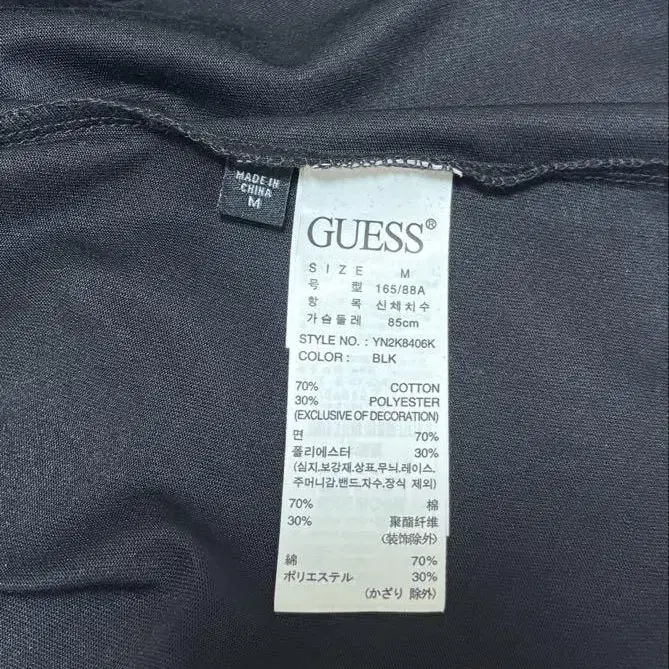 MADE IN
CHINA
M
GUESS®
SIZE M
号 型 165/88A
항 목 신체치수
가슴둘레 85cm
STYLE NO. : YN2K8406K
COLOR : BLK
70% COTTON
30% POLYESTER
(EXCLUSIVE OF DECORATION)
면 70%
폴리에스터 30%
(심지,보강재,상표,무늬,레이스,
주머니감,밴드,자수,장식 제외)
70% 棉
30% 聚酯纤维
(装饰除外)
綿 70%
ポリエステル 30%
(かざり 除外)